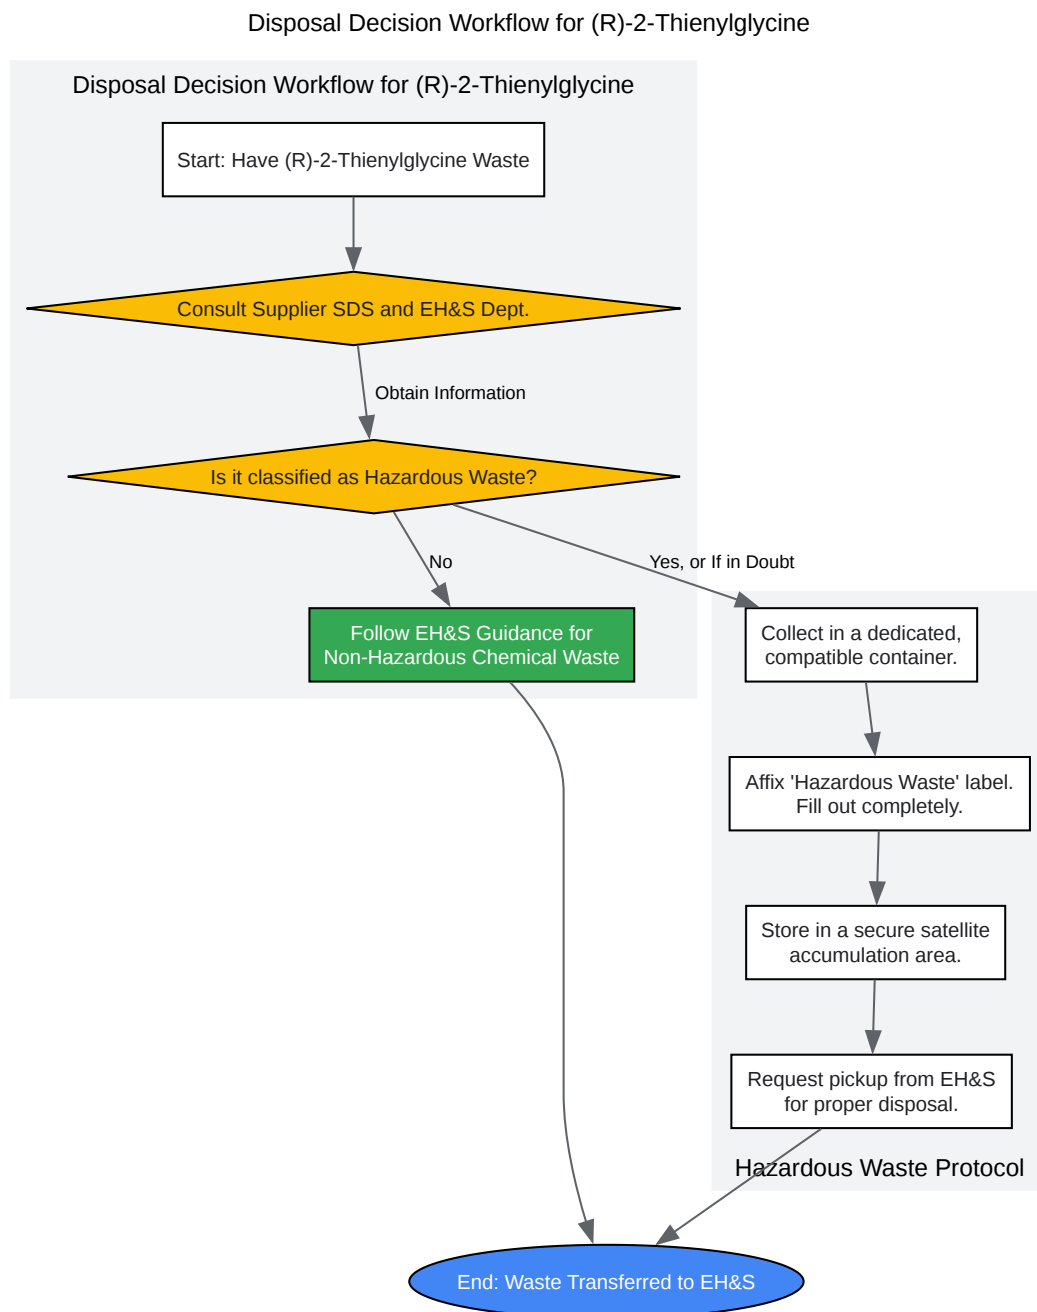 Disposal Decision Workflow for (R)-2-Thienylglycine
Disposal Decision Workflow for (R)-2-Thienylglycine
Start: Have (R)-2-Thienylglycine Waste
Consult Supplier SDS and EH&S Dept.
Obtain Information
Is it classified as Hazardous Waste?
No
Yes, or If in Doubt
Follow EH&S Guidance for
Non-Hazardous Chemical Waste
Collect in a dedicated,
compatible container.
Affix 'Hazardous Waste' label.
Fill out completely.
Store in a secure satellite
accumulation area.
Request pickup from EH&S
for proper disposal.
Hazardous Waste Protocol
End: Waste Transferred to EH&S